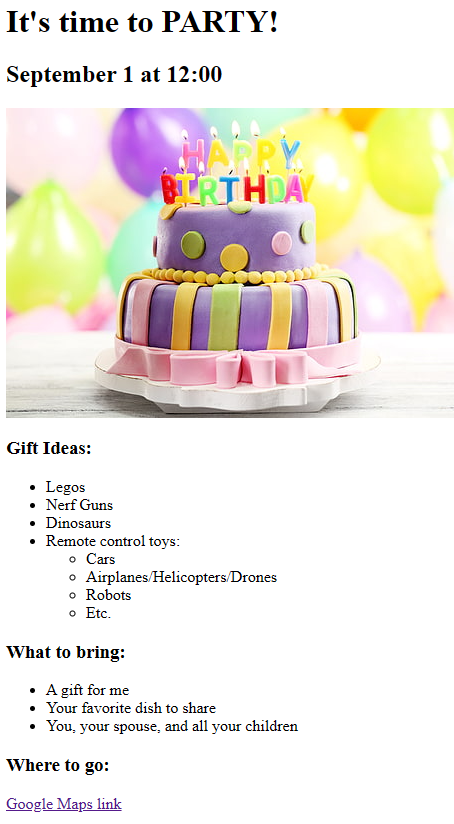 It's time to PARTY!
September 1 at 12:00
HAPPY
BIRTHDAY
Gift Ideas:
Legos
Nerf Guns
Dinosaurs
Remote control toys:
Cars
Airplanes/Helicopters/Drones
Robots
Etc.
What to bring:
A gift for me
Your favorite dish to share
You, your spouse, and all your children
Where to go:
Google Maps link